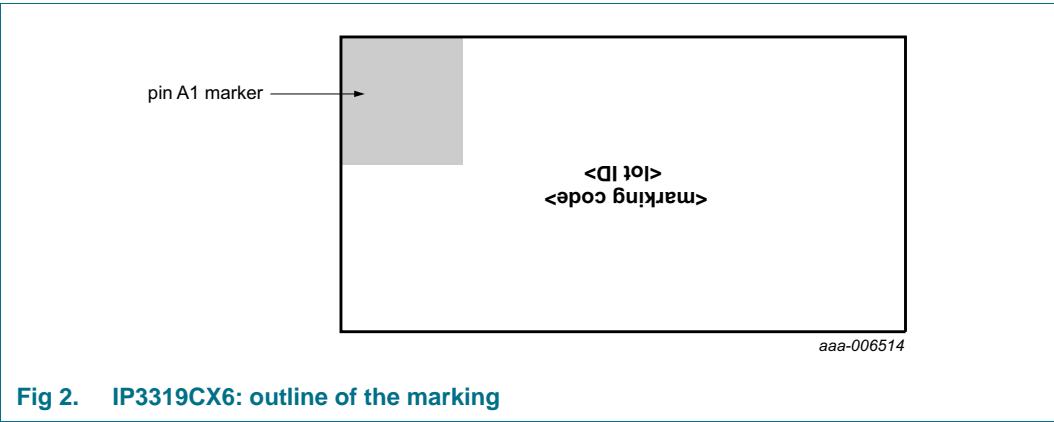 pin A1 marker
<marking code>
<lot ID>
aaa-006514
Fig 2. IP3319CX6: outline of the marking